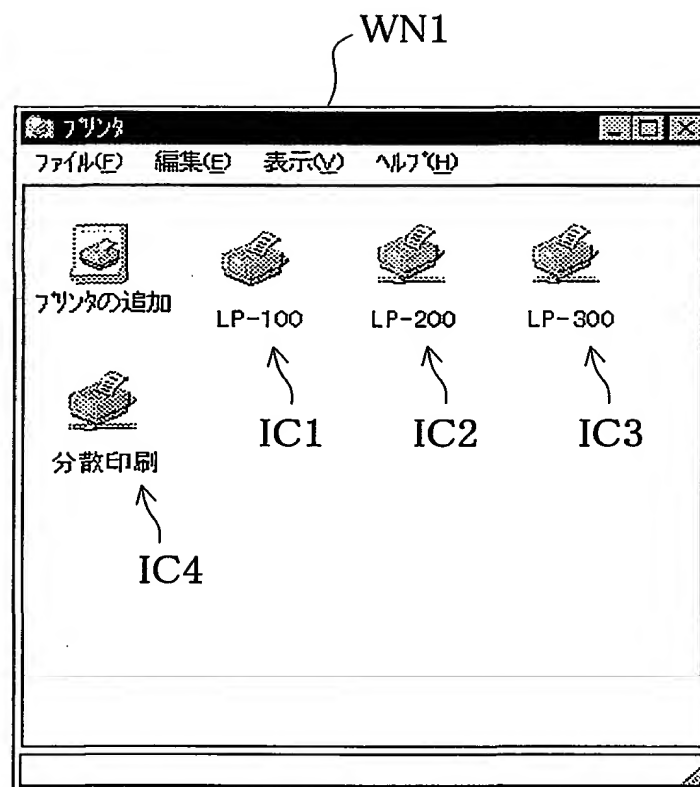 WN1
プリンタ
ファイル(F) 編集(E) 表示(V) ヘルプ(H)
プリンタの追加 LP-100 LP-200 LP-300
IC1 IC2 IC3
分散印刷
IC4